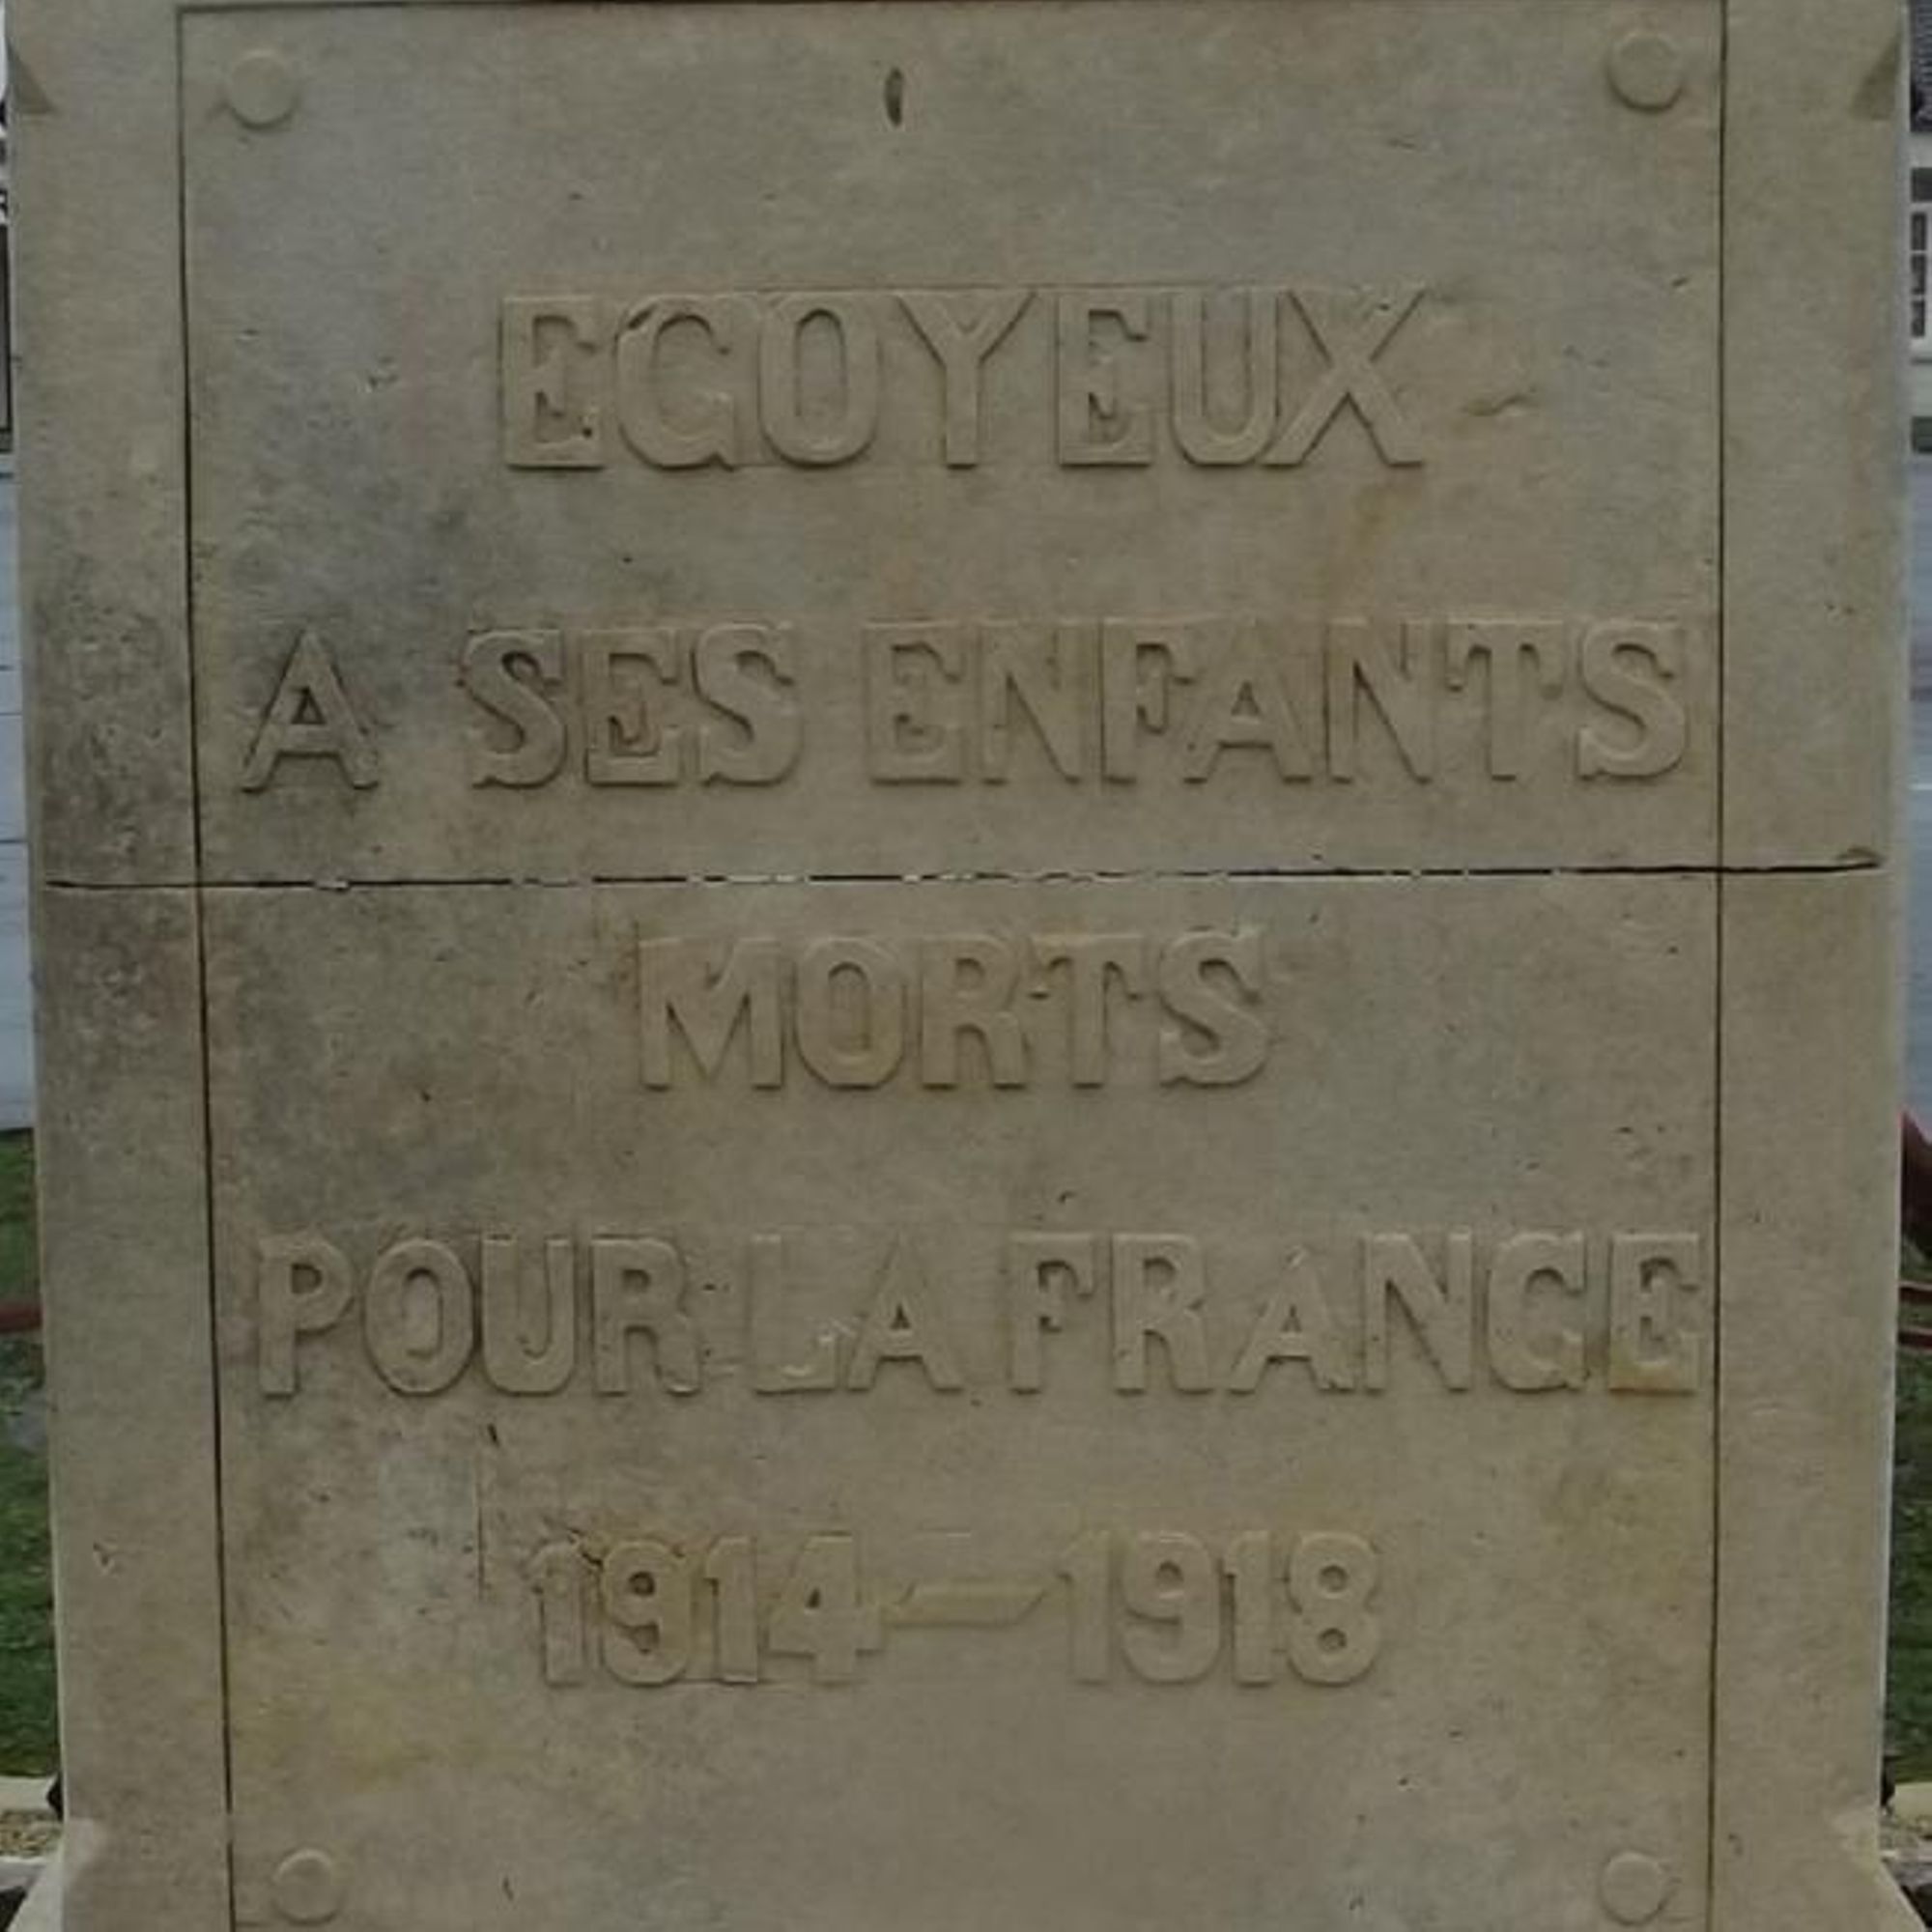 ECOYEUX
A SES ENFANTS
MORTS
POUR LA FRANCE
1914-1918